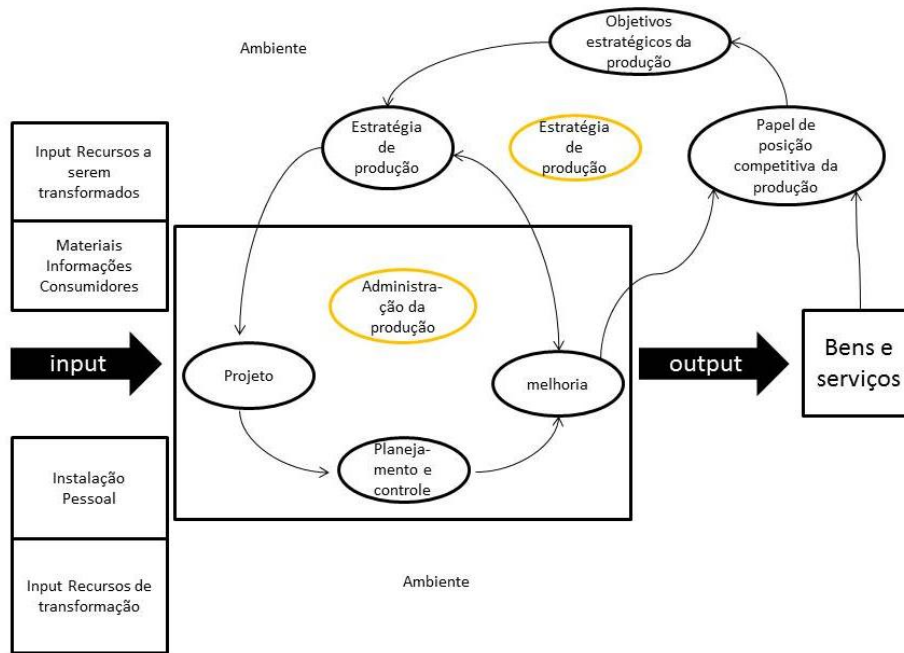 Ambiente
Objetivos
estratégicos da
produção
Estratégia
de
produção
Estratégia
de
produção
Papel de
posição
competitiva da
produção
Input Recursos a
serem
transformados
Materiais
Informações
Consumidores
Administra-
ção da
produção
input
Projeto
melhoria
output
Bens e
serviços
Planeja-
mento e
controle
Instalação
Pessoal
Input Recursos de
transformação
Ambiente